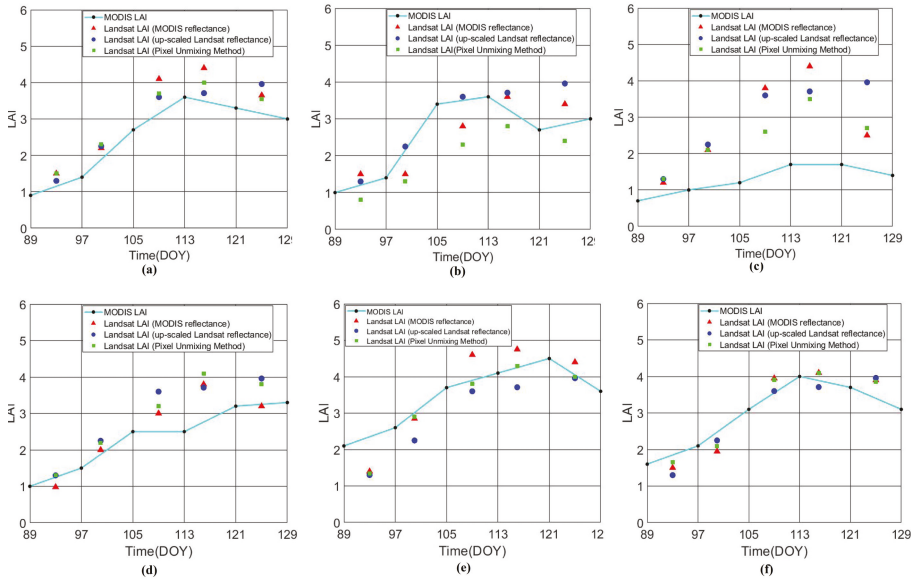 MODIS LAI
Landsat LAI (MODIS reflectance)
Landsat LAI (up-scaled Landsat reflectance)
Landsat LAI (Pixel Unmixing Method)
6
5
4
3
2
1
0
LAI
89 97 105 113 121 129
Time(DOY)
(a)
MODIS LAI
Landsat LAI (MODIS reflectance)
Landsat LAI (up-scaled Landsat reflectance)
Landsat LAI(Pixel Unmixing Method)
6
5
4
3
2
1
0
LAI
89 97 105 113 121 129
Time(DOY)
(b)
MODIS LAI
Landsat LAI (MODIS reflectance)
Landsat LAI (up-scaled Landsat reflectance)
Landsat LAI (Pixel Unmixing Method)
6
5
4
3
2
1
0
LAI
89 97 105 113 121 129
Time(DOY)
(c)
MODIS LAI
Landsat LAI (MODIS reflectance)
Landsat LAI (up-scaled Landsat reflectance)
Landsat LAI (Pixel Unmixing Method)
6
5
4
3
2
1
0
LAI
89 97 105 113 121 129
Time(DOY)
(d)
MODIS LAI
Landsat LAI (MODIS reflectance)
Landsat LAI (up-scaled Landsat reflectance)
Landsat LAI (Pixel Unmixing Method)
6
5
4
3
2
1
0
LAI
89 97 105 113 121
Time(DOY)
(e)
MODIS LAI
Landsat LAI (MODIS reflectance)
Landsat LAI (up-scaled Landsat reflectance)
Landsat LAI (Pixel Unmixing Method)
6
5
4
3
2
1
0
LAI
89 97 105 113 121 129
Time(DOY)
(f)